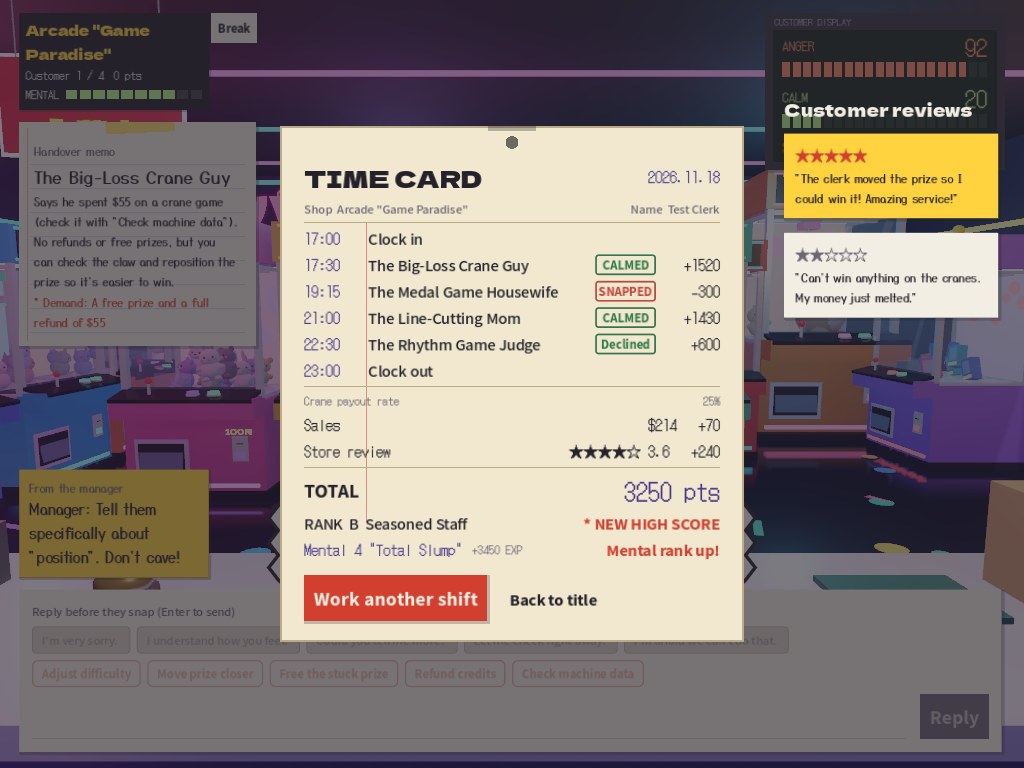 Arcade "Game
Paradise"
Customer 1 / 4 0 pts
MENTAL
Break
Handover memo
The Big-Loss Crane Guy
Says he spent $55 on a crane game
(check it with "Check machine data").
No refunds or free prizes, but you
can check the claw and reposition the
prize so it's easier to win.
* Demand: A free prize and a full
refund of $55
From the manager
Manager: Tell them
specifically about
"position". Don't cave!
TIME CARD
2026.11.18
Shop Arcade "Game Paradise"
Name Test Clerk
17:00 Clock in
17:30 The Big-Loss Crane Guy CALMED +1520
19:15 The Medal Game Housewife SNAPPED -300
21:00 The Line-Cutting Mom CALMED +1430
22:30 The Rhythm Game Judge Declined +600
23:00 Clock out
Crane payout rate 25%
Sales $214 +70
Store review ★★★★☆ 3.6 +240
TOTAL 3250 pts
RANK B Seasoned Staff * NEW HIGH SCORE
Mental 4 "Total Slump" +3450 EXP Mental rank up!
Work another shift
Back to title
CUSTOMER DISPLAY
ANGER 92
CALM 20
Customer reviews
★★★★★
"The clerk moved the prize so I
could win it! Amazing service!"
★★☆☆☆
"Can't win anything on the cranes.
My money just melted."
100R
Reply before they snap (Enter to send)
I'm very sorry.
I understand how you feel.
Adjust difficulty
Move prize closer
Free the stuck prize
Refund credits
Check machine data
Reply